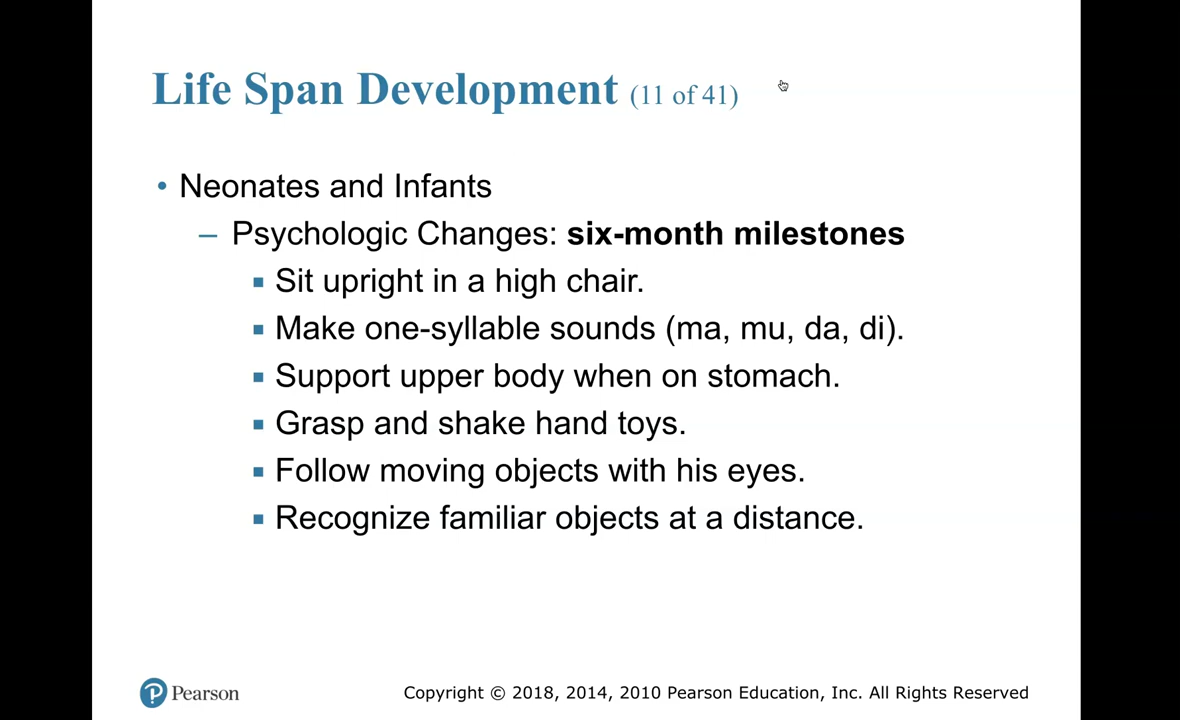 Life Span Development (11 of 41)
• Neonates and Infants
– Psychologic Changes: six-month milestones
▪ Sit upright in a high chair.
▪ Make one-syllable sounds (ma, mu, da, di).
▪ Support upper body when on stomach.
▪ Grasp and shake hand toys.
▪ Follow moving objects with his eyes.
▪ Recognize familiar objects at a distance.
P Pearson
Copyright © 2018, 2014, 2010 Pearson Education, Inc. All Rights Reserved